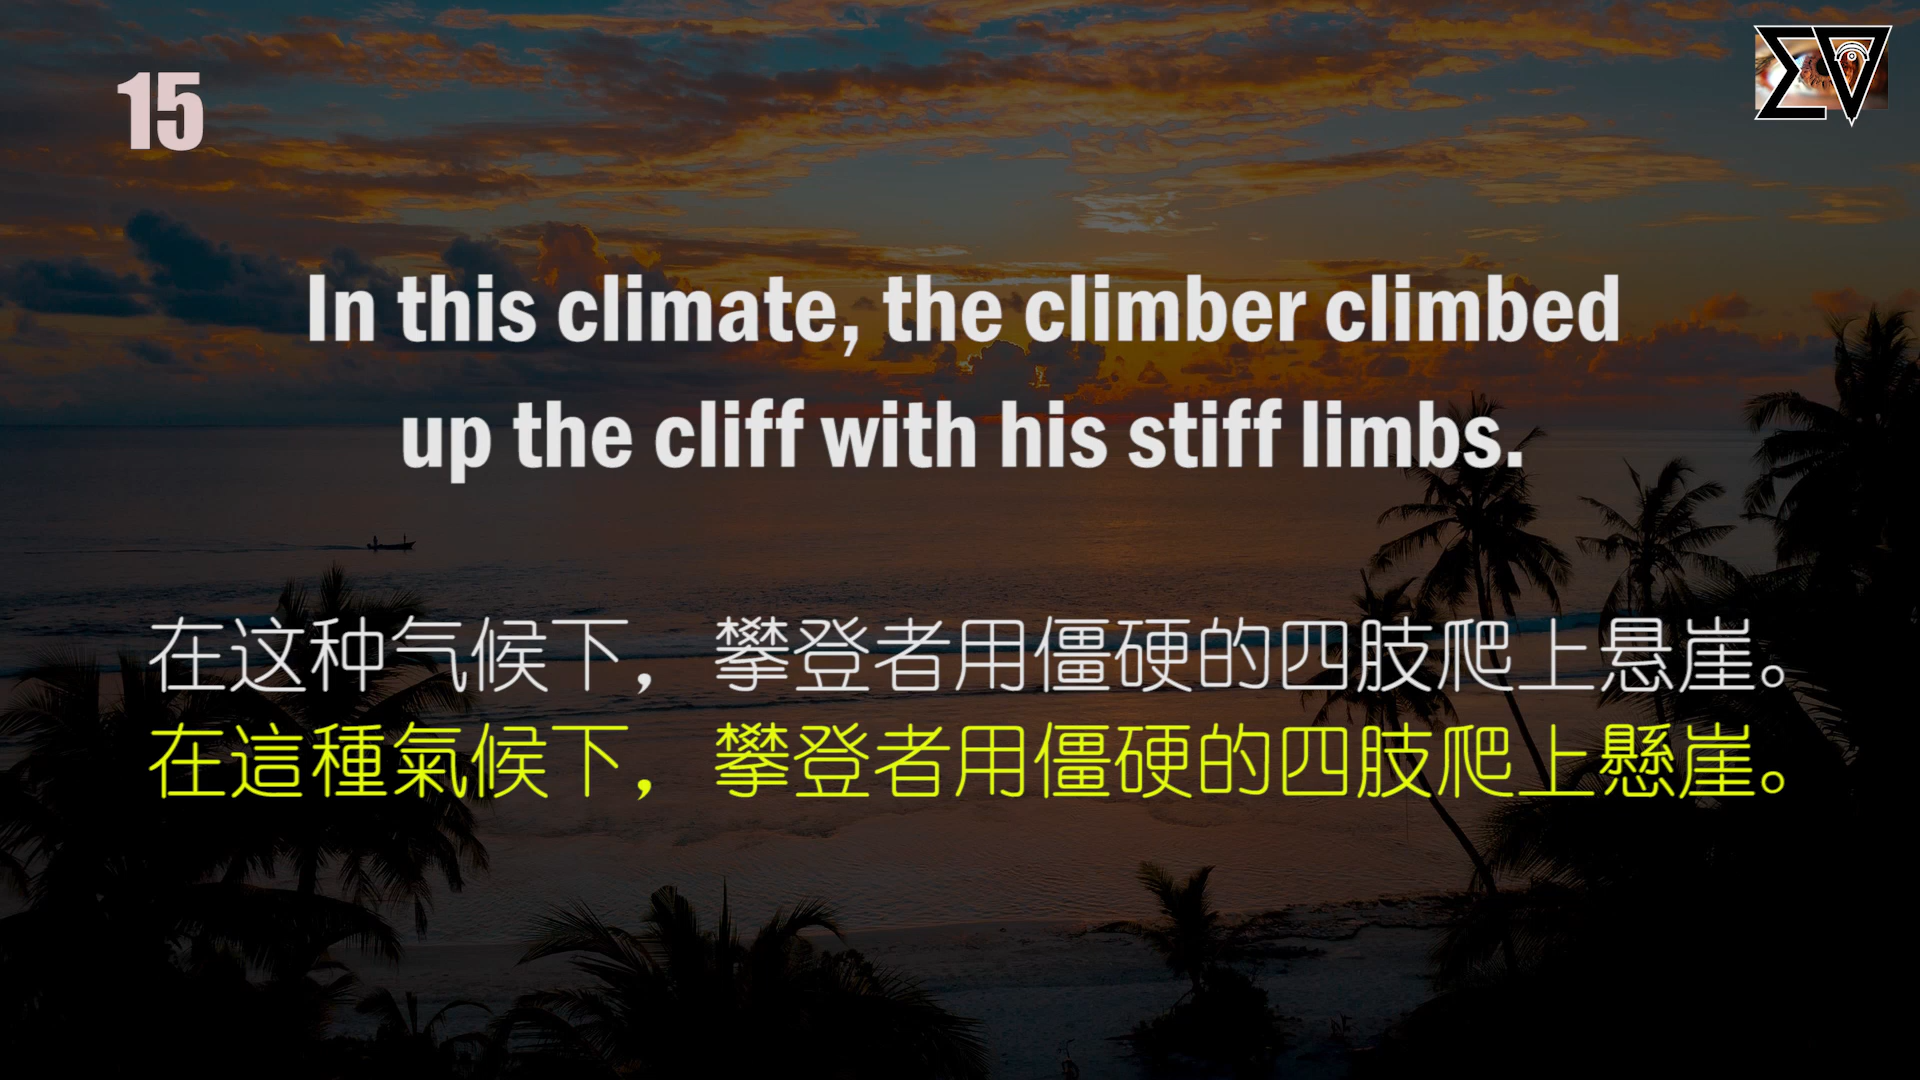 15
In this climate, the climber climbed
up the cliff with his stiff limbs.
在这种气候下，攀登者用僵硬的四肢爬上悬崖。
在這種氣候下，攀登者用僵硬的四肢爬上懸崖。